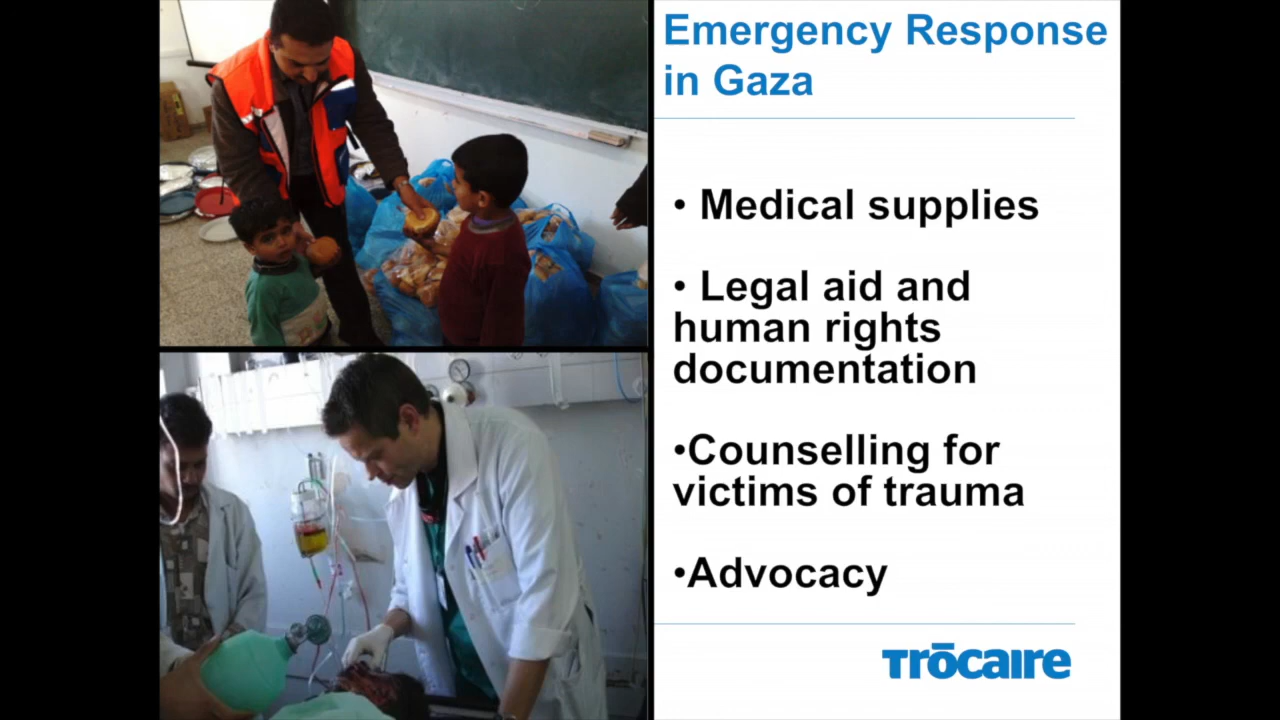 Emergency Response
in Gaza
• Medical supplies
• Legal aid and
human rights
documentation
•Counselling for
victims of trauma
•Advocacy
Trōcaire